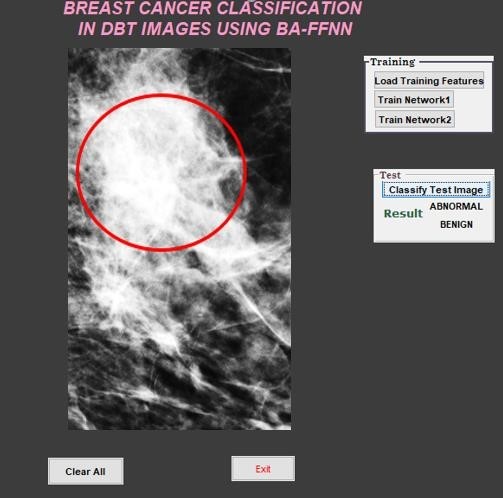 BREAST CANCER CLASSIFICATION
IN DBT IMAGES USING BA-FFNN
Training
Load Training Features
Train Network1
Train Network2
Test
Classify Test Image
Result
ABNORMAL
BENIGN
Clear All
Exit